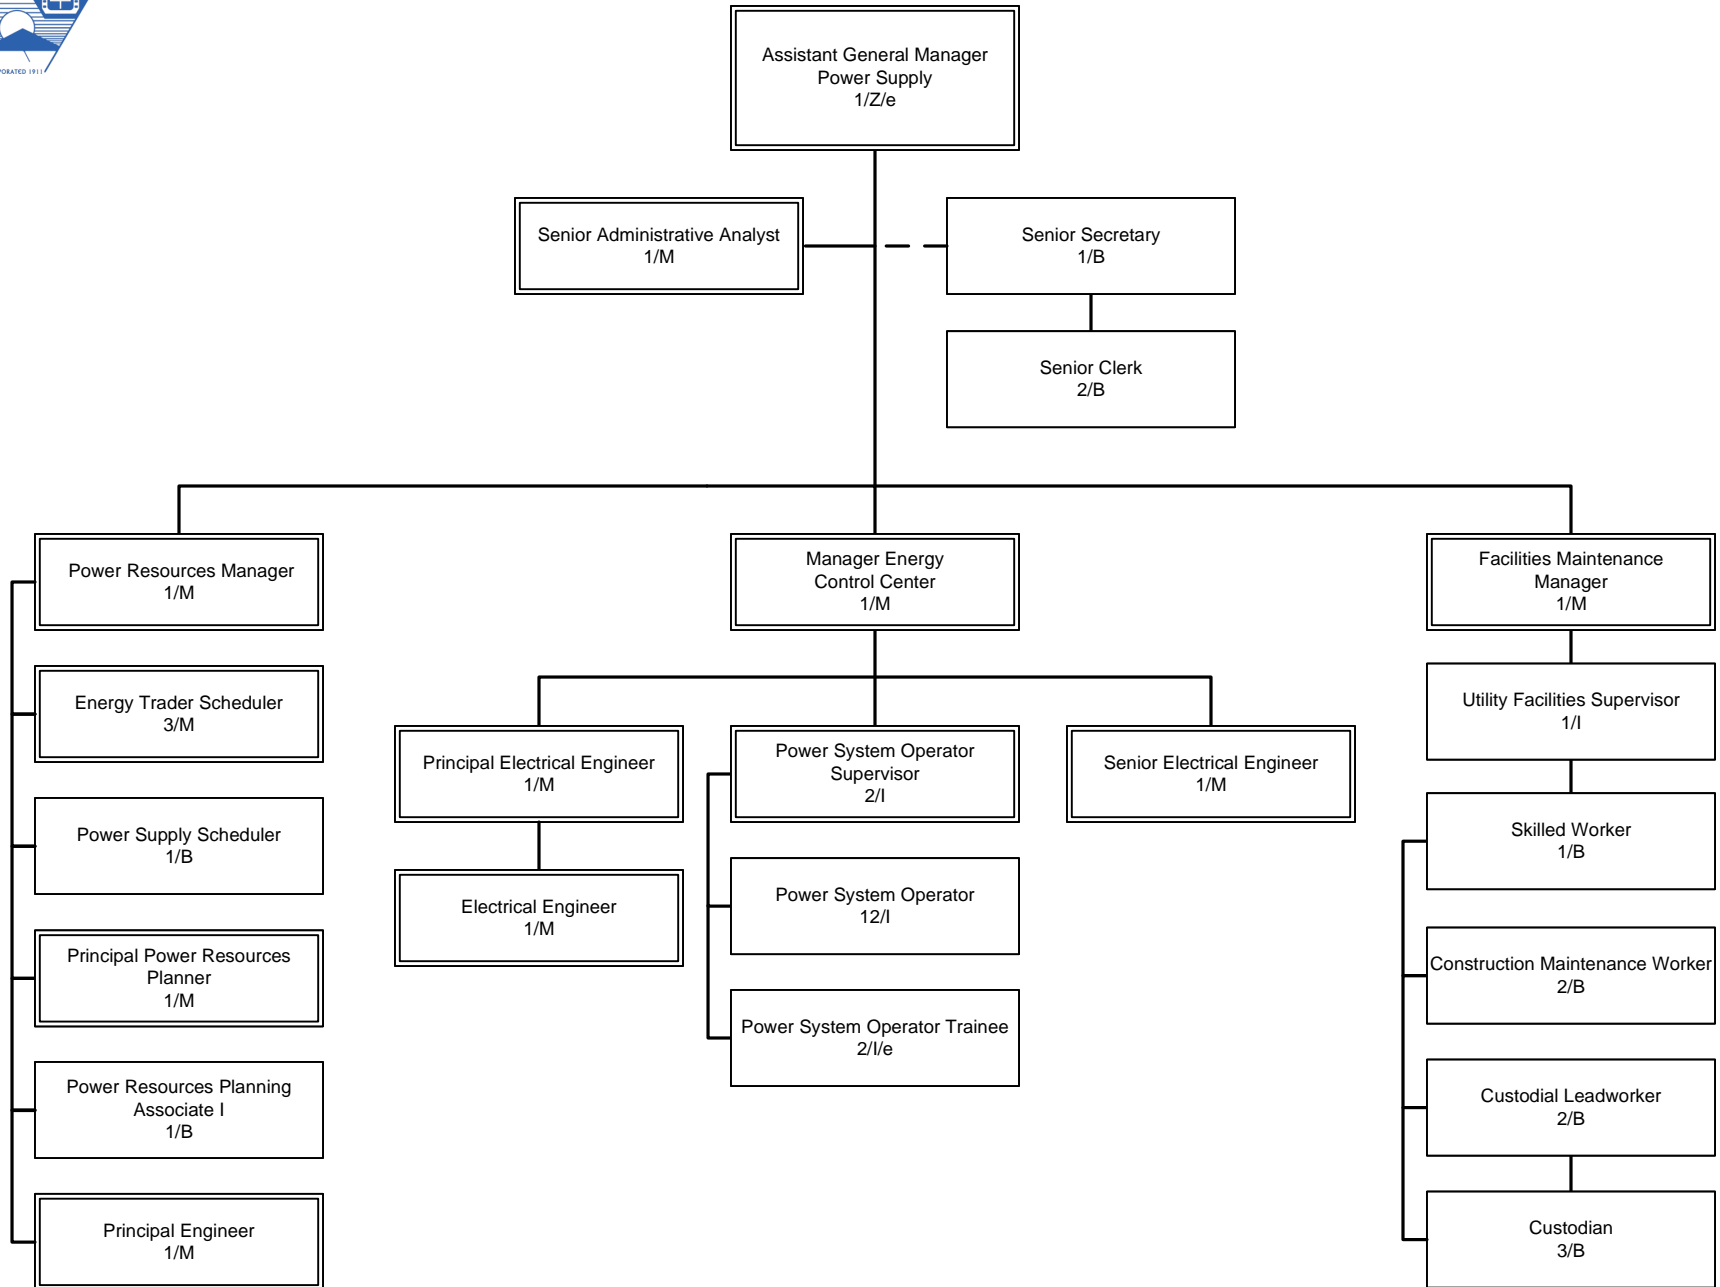 PORATED 1911
Assistant General Manager
Power Supply
1/Z/e
Senior Administrative Analyst
1/M
Senior Secretary
1/B
Senior Clerk
2/B
Power Resources Manager
1/M
Energy Trader Scheduler
3/M
Power Supply Scheduler
1/B
Principal Power Resources
Planner
1/M
Power Resources Planning
Associate I
1/B
Principal Engineer
1/M
Manager Energy
Control Center
1/M
Principal Electrical Engineer
1/M
Electrical Engineer
1/M
Power System Operator
Supervisor
2/I
Power System Operator
12/I
Power System Operator Trainee
2/I/e
Senior Electrical Engineer
1/M
Facilities Maintenance
Manager
1/M
Utility Facilities Supervisor
1/I
Skilled Worker
1/B
Construction Maintenance Worker
2/B
Custodial Leadworker
2/B
Custodian
3/B